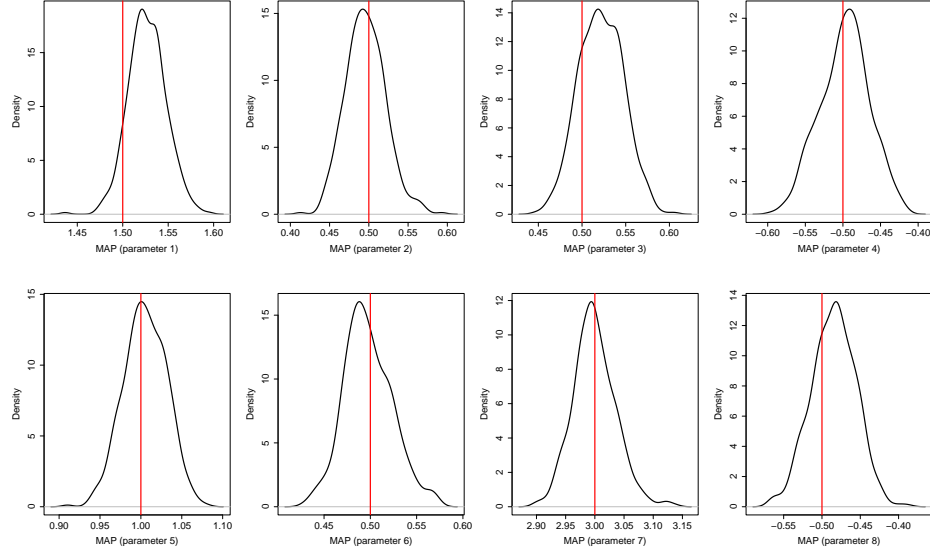 Density
0 5 10 15
1.45 1.50 1.55 1.60
MAP (parameter 1)
Density
0 5 10 15
0.40 0.45 0.50 0.55 0.60
MAP (parameter 2)
Density
0 2 4 6 8 10 12 14
0.45 0.50 0.55 0.60
MAP (parameter 3)
Density
0 2 4 6 8 10 12
−0.60 −0.55 −0.50 −0.45 −0.40
MAP (parameter 4)
Density
0 5 10 15
0.90 0.95 1.00 1.05 1.10
MAP (parameter 5)
Density
0 5 10 15
0.45 0.50 0.55 0.60
MAP (parameter 6)
Density
0 2 4 6 8 10 12
2.90 2.95 3.00 3.05 3.10 3.15
MAP (parameter 7)
Density
0 2 4 6 8 10 12 14
−0.55 −0.50 −0.45 −0.40
MAP (parameter 8)